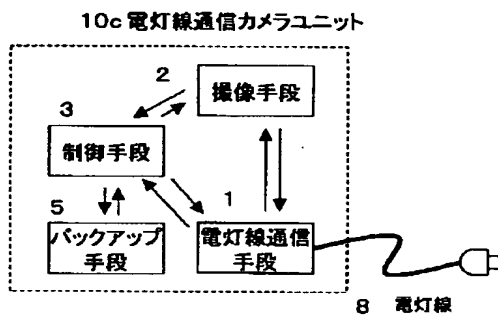 10c 電灯線通信カメラユニット
2
撮像手段
3
制御手段
1
5
バックアップ
手段
電灯線通信
手段
8 電灯線